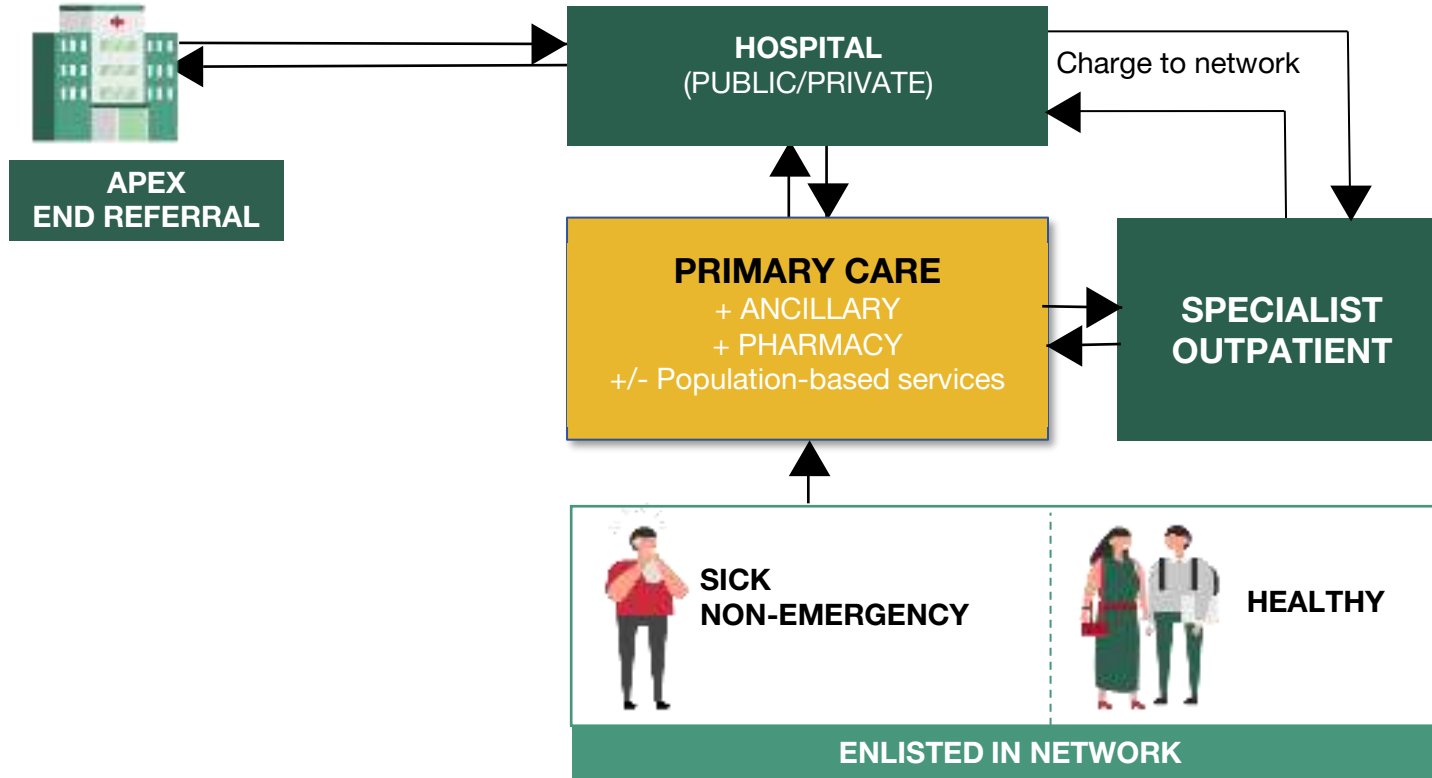 HOSPITAL
(PUBLIC/PRIVATE)
Charge to network
APEX
END REFERRAL
PRIMARY CARE
+ ANCILLARY
+ PHARMACY
+/- Population-based services
SPECIALIST
OUTPATIENT
SICK
NON-EMERGENCY
HEALTHY
ENLISTED IN NETWORK